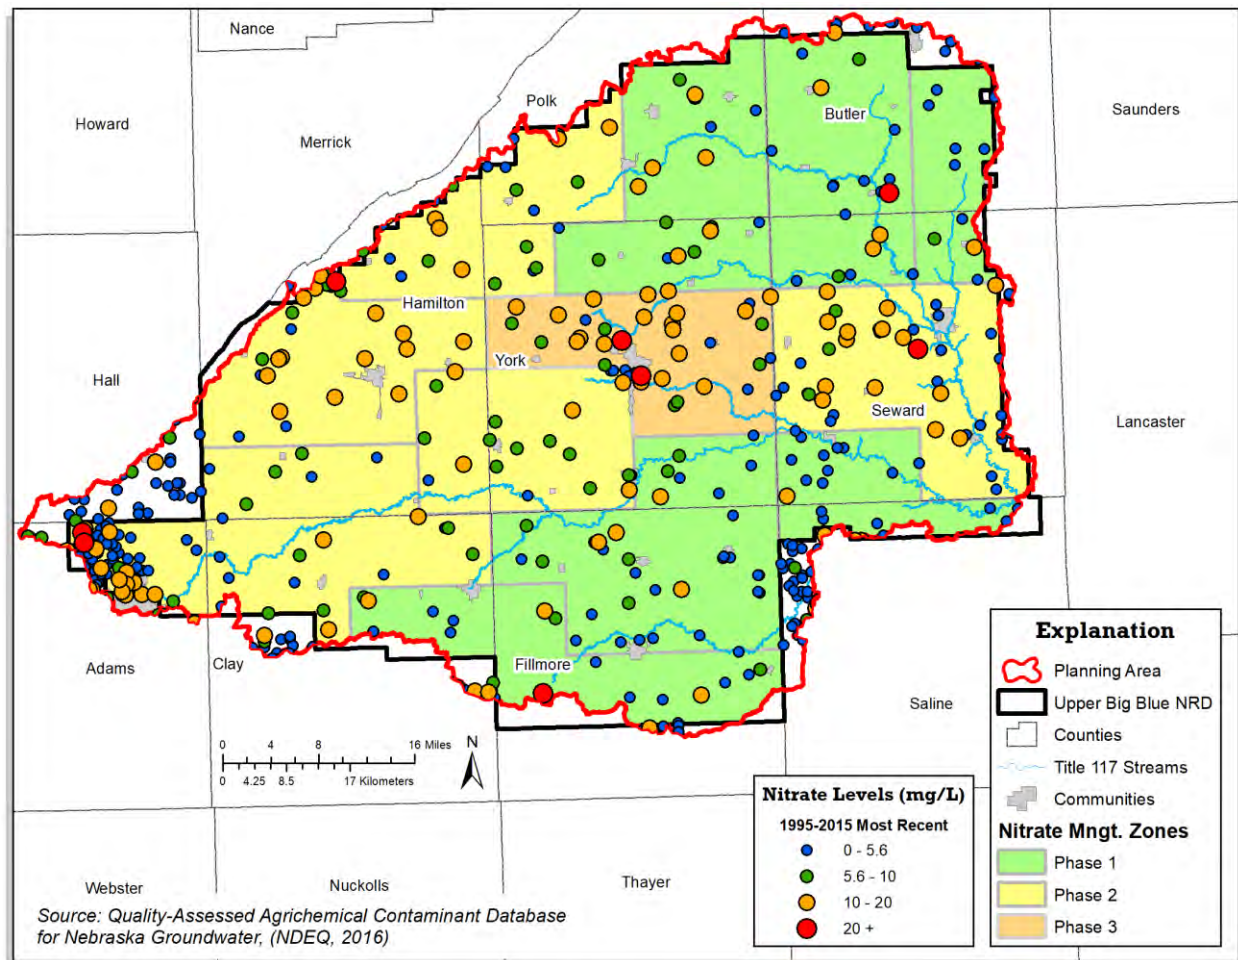 Nance
Polk
Butler
Saunders
Howard
Merrick
Hamilton
Hall
York
Seward
Lancaster
Adams
Clay
Fillmore
Saline
0 4 8 16 Miles
0 4.25 8.5 17 Kilometers
N
Webster
Nuckolls
Thayer
Source: Quality-Assessed Agrichemical Contaminant Database
for Nebraska Groundwater, (NDEQ, 2016)
Nitrate Levels (mg/L)
1995-2015 Most Recent
0 - 5.6
5.6 - 10
10 - 20
20 +
Explanation
Planning Area
Upper Big Blue NRD
Counties
Title 117 Streams
Communities
Nitrate Mngt. Zones
Phase 1
Phase 2
Phase 3